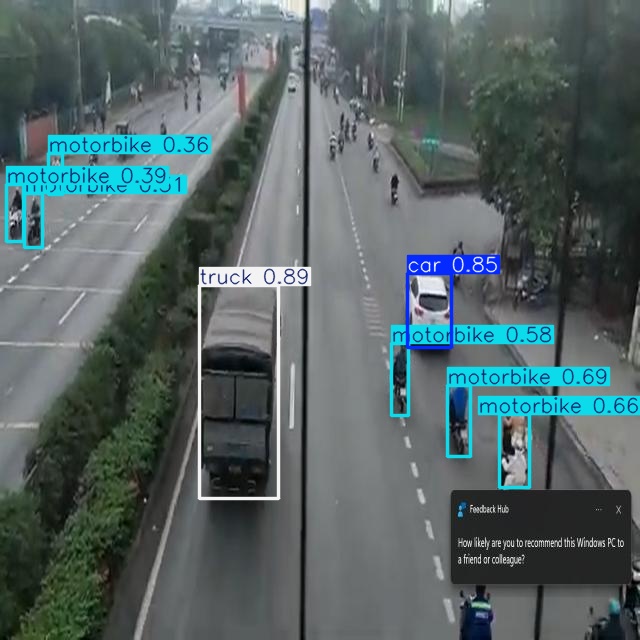 motorbike 0.36
motorbike 0.39
motorbike 0.31
truck 0.89
car 0.85
motorbike 0.58
motorbike 0.69
motorbike 0.66
Feedback Hub
... X
How likely are you to recommend this Windows PC to
a friend or colleague?